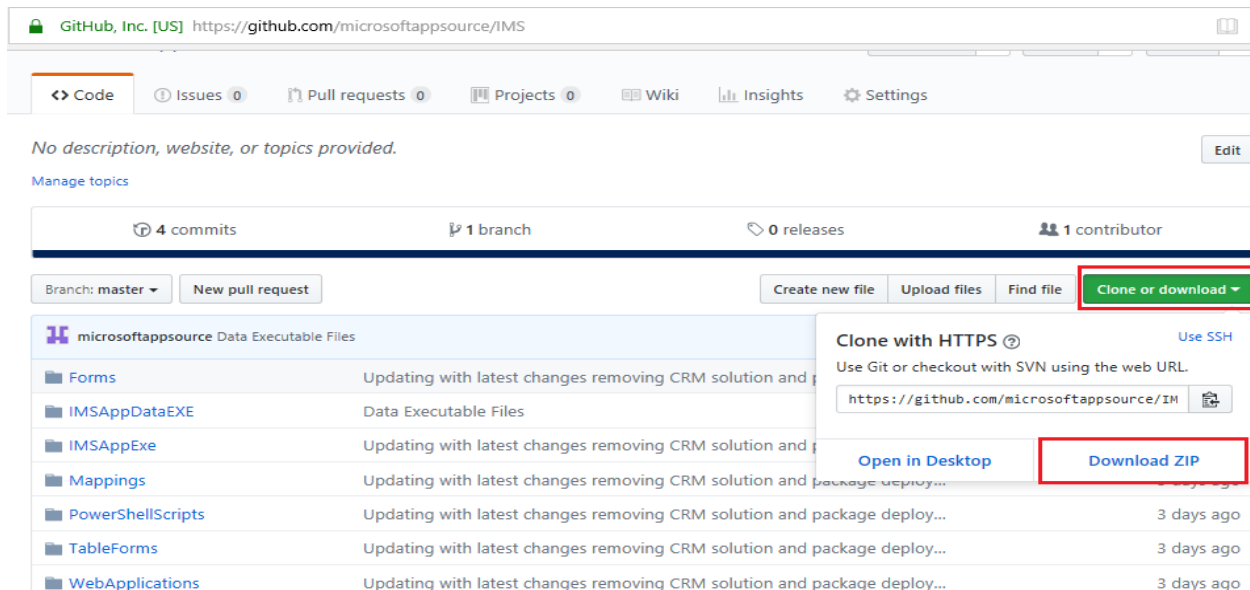 GitHub, Inc. [US] https://github.com/microsoftappsource/IMS
Code Issues 0 Pull requests 0 Projects 0 Wiki Insights Settings
No description, website, or topics provided.
Edit
Manage topics
4 commits 1 branch 0 releases 1 contributor
Branch: master New pull request Create new file Upload files Find file Clone or download
microsoftappsource Data Executable Files
Clone with HTTPS Use SSH
Use Git or checkout with SVN using the web URL.
https://github.com/microsoftappsource/IM
Open in Desktop Download ZIP
Forms Updating with latest changes removing CRM solution and p
IMSAppDataEXE Data Executable Files
IMSAppExe Updating with latest changes removing CRM solution and p
Mappings Updating with latest changes removing CRM solution and package deploy... 3 days ago
PowerShellScripts Updating with latest changes removing CRM solution and package deploy... 3 days ago
TableForms Updating with latest changes removing CRM solution and package deploy... 3 days ago
WebApplications Updating with latest changes removing CRM solution and package deploy... 3 days ago